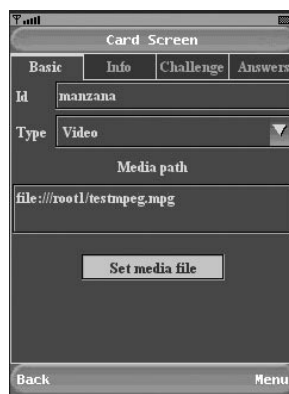 Card Screen
Basic Info Challenge Answers
Id manzana
Type Video
Media path
file:///root1/testmpeg.mpg
Set media file
Back Menu